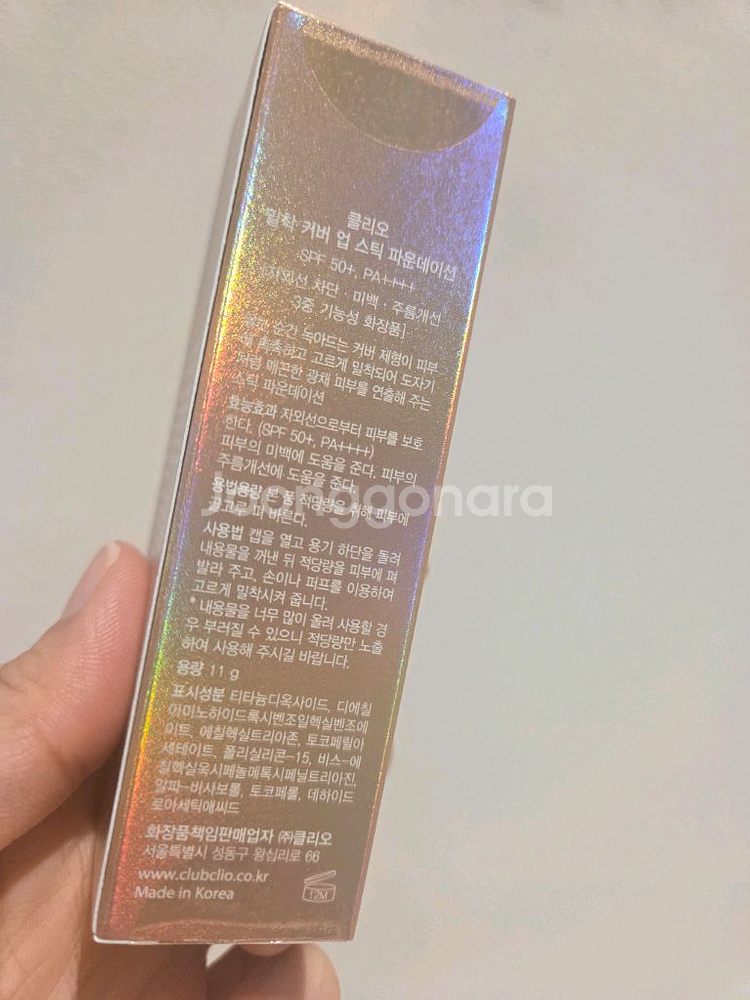 클리오
밀착 커버 업 스틱 파운데이션
SPF 50+, PA++++
[자외선 차단 · 미백 · 주름개선
3중 기능성 화장품]
순간 녹아드는 커버 제형이 피부
촉촉하고 고르게 밀착되어 도자기
처럼 매끈한 광채 피부를 연출해 주는
스틱 파운데이션
효능효과 자외선으로부터 피부를 보호
한다. (SPF 50+, PA++++)
피부의 미백에 도움을 준다. 피부의
주름개선에 도움을 준다.
용법용량 본 품 적당량을 취해 피부에
골고루 펴 바른다.
Joonggonara
사용법 캡을 열고 용기 하단을 돌려
내용물을 꺼낸 뒤 적당량을 피부에 펴
발라 주고, 손이나 퍼프를 이용하여
고르게 밀착시켜 줍니다.
* 내용물을 너무 많이 올려 사용할 경
우 부러질 수 있으니 적당량만 노출
하여 사용해 주시길 바랍니다.
용량 11 g
표시성분 티타늄디옥사이드, 디에칠
아미노하이드록시벤조일헥실벤조에
이트, 에칠헥실트리아존, 토코페릴아
세테이트, 폴리실리콘-15, 비스-에
칠헥실옥시페놀메톡시페닐트리아진,
알파-비사보롤, 토코페롤, 데하이드
로아세틱애씨드
화장품책임판매업자 ㈜클리오
서울특별시 성동구 왕십리로 66
www.clubclio.co.kr
Made in Korea
12M